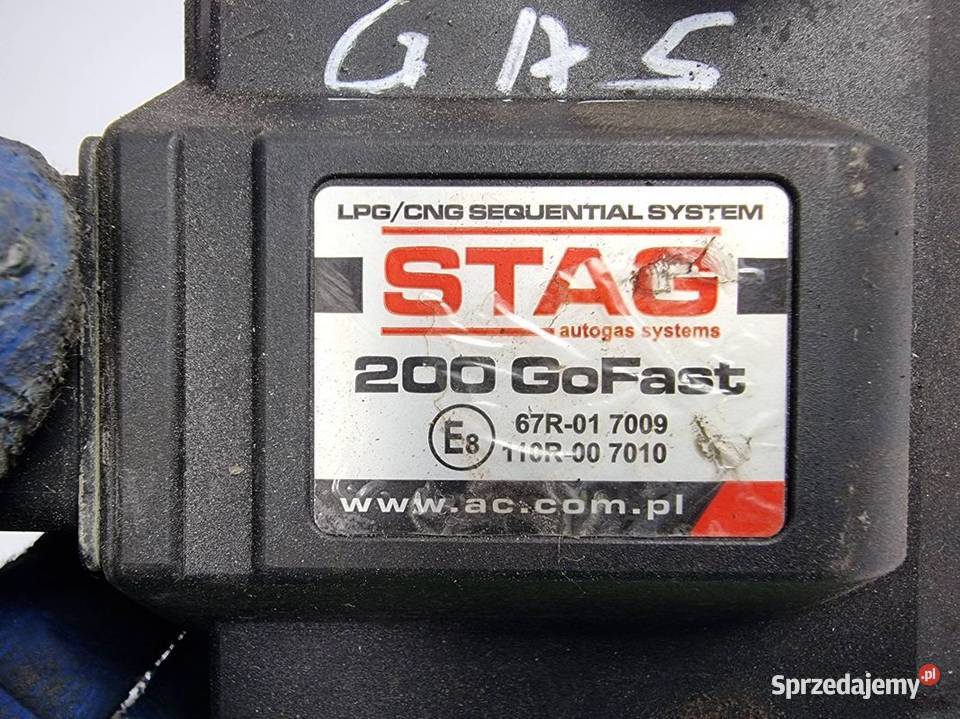 GAS
LPG/CNG SEQUENTIAL SYSTEM
STAG
autogas systems
200 GoFast
E8 67R-01 7009
110R-00 7010
www.ac.com.pl
Sprzedajemy.pl